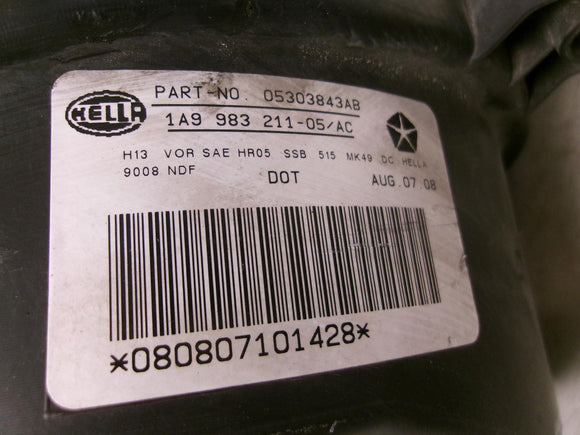 HELLA
PART-NO. 05303843AB
1A9 983 211-05/AC
H13 VOR SAE HR05 SSB 515 MK49 DC HELLA
9008 NDF DOT AUG.07.08
*080807101428*